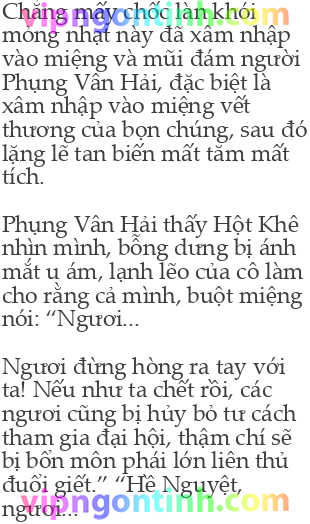 Chẳng mấy chốc làn khói
mỏng nhạt này đã xâm nhập
vào miệng và mũi đám người
Phụng Vân Hải, đặc biệt là
xâm nhập vào miệng vết
thương của bọn chúng, sau đó
lặng lẽ tan biến mất tăm mất
tích.
Phụng Vân Hải thấy Hột Khê
nhìn mình, bỗng dưng bị ánh
mắt u ám, lạnh lẽo của cô làm
cho rằng cả mình, buột miệng
nói: “Ngươi...
Ngươi đừng hòng ra tay với
ta! Nếu như ta chết rồi, các
ngươi cũng bị hủy bỏ tư cách
tham gia đại hội, thậm chí sẽ
bị bổn môn phái lớn liên thủ
đuổi giết.” “Hề Nguyệt,
ngươi...
vipngontinh.com
vipngontinh.com
vipngontinh.com